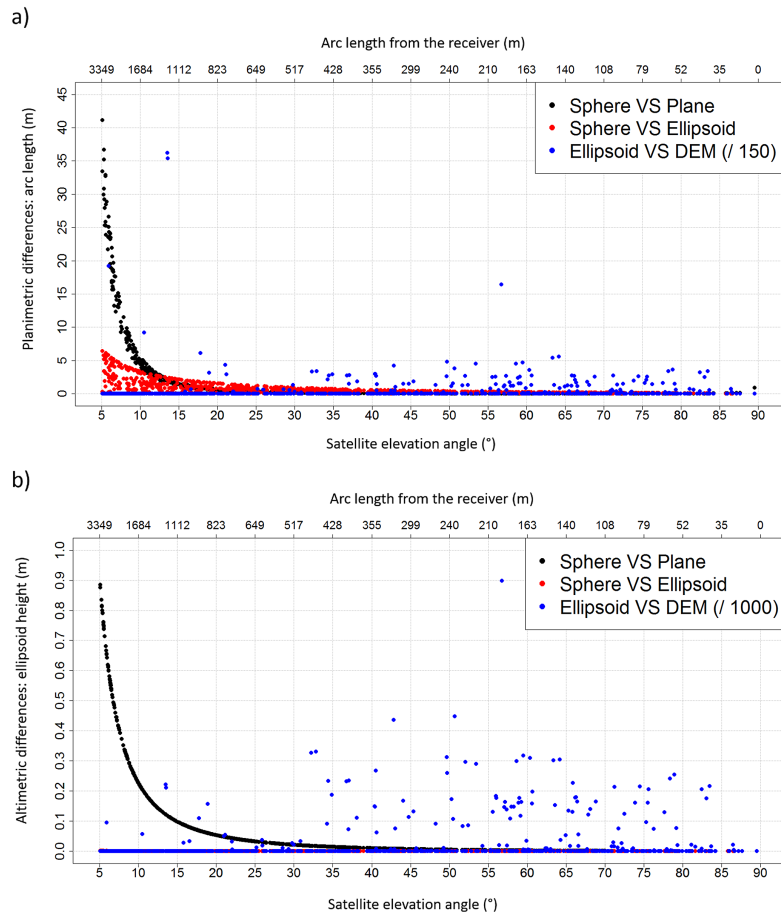 a)
Arc length from the receiver (m)
3349 1684 1112 823 649 517 428 355 299 240 210 163 140 108 79 52 35 0
Planimetric differences: arc length (m)
45
40
35
30
25
20
15
10
5
0
Sphere VS Plane
Sphere VS Ellipsoid
Ellipsoid VS DEM (/ 150)
5 10 15 20 25 30 35 40 45 50 55 60 65 70 75 80 85 90
Satellite elevation angle (°)
b)
Arc length from the receiver (m)
3349 1684 1112 823 649 517 428 355 299 240 210 163 140 108 79 52 35 0
Altimetric differences: ellipsoid height (m)
1.0
0.9
0.8
0.7
0.6
0.5
0.4
0.3
0.2
0.1
0.0
Sphere VS Plane
Sphere VS Ellipsoid
Ellipsoid VS DEM (/ 1000)
5 10 15 20 25 30 35 40 45 50 55 60 65 70 75 80 85 90
Satellite elevation angle (°)